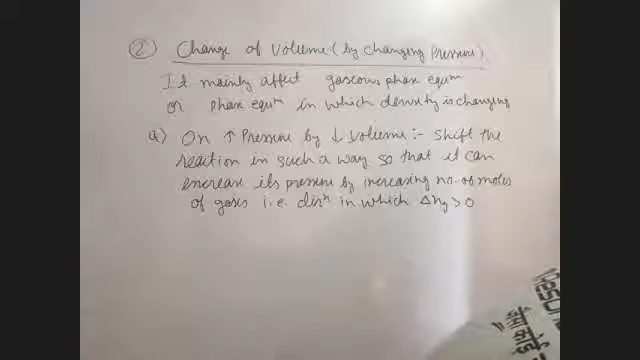 ② Change of Volume (by changing Pressure)
It mainly affect gaseous phase equᵐ
or phase equᵐ in which density is changing
a) On ↑ Pressure by ↓ Volume :- Shift the
reaction in such a way so that it can
encrease its pressure by increasing no. of moles
of gases i.e. dirⁿ in which Δng > 0